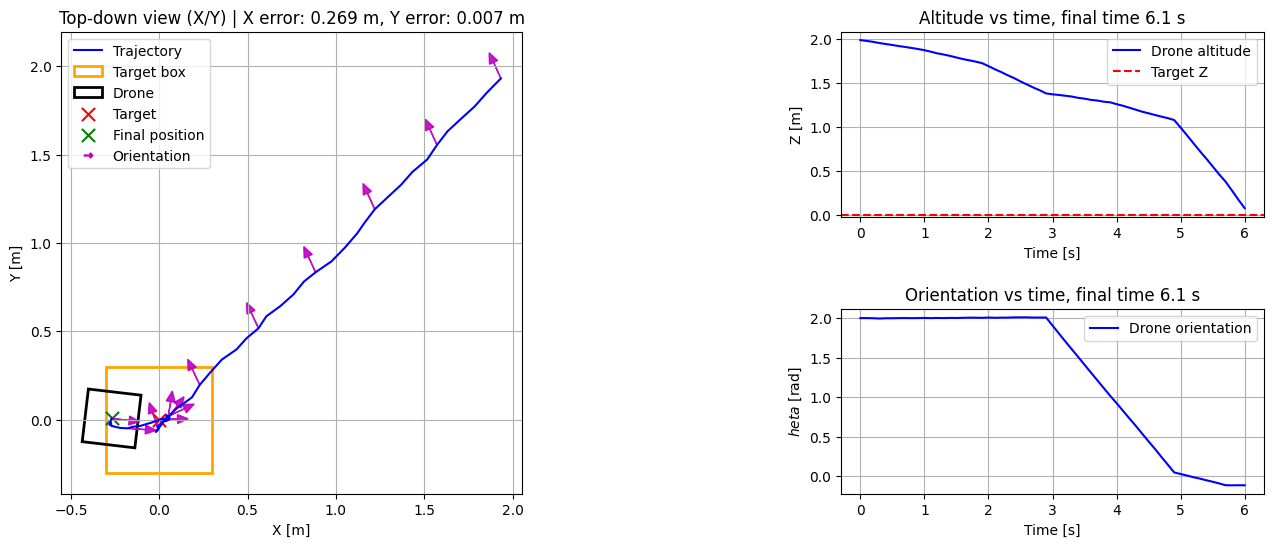 Top-down view (X/Y) | X error: 0.269 m, Y error: 0.007 m
Trajectory
Target box
Drone
Target
Final position
Orientation
2.0
1.5
1.0
0.5
0.0
Y [m]
−0.5
0.0
0.5
1.0
1.5
2.0
X [m]
Altitude vs time, final time 6.1 s
Drone altitude
Target Z
2.0
1.5
1.0
0.5
0.0
Z [m]
0
1
2
3
4
5
6
Time [s]
Orientation vs time, final time 6.1 s
Drone orientation
2.0
1.5
1.0
0.5
0.0
heta [rad]
0
1
2
3
4
5
6
Time [s]